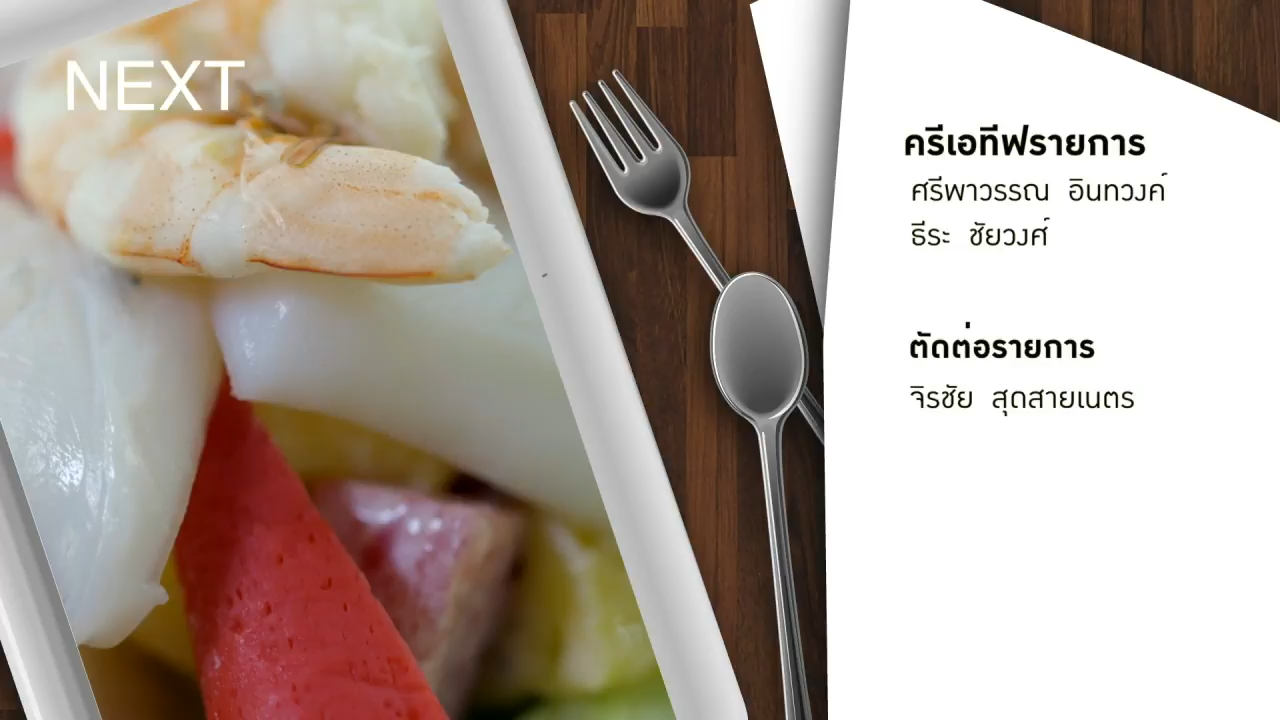 NEXT
ครีเอทีฟรายการ
ศรีพาวรรณ อินทวงค์
ธีระ ชัยวงศ์
ตัดต่อรายการ
จิรชัย สุดสายเนตร